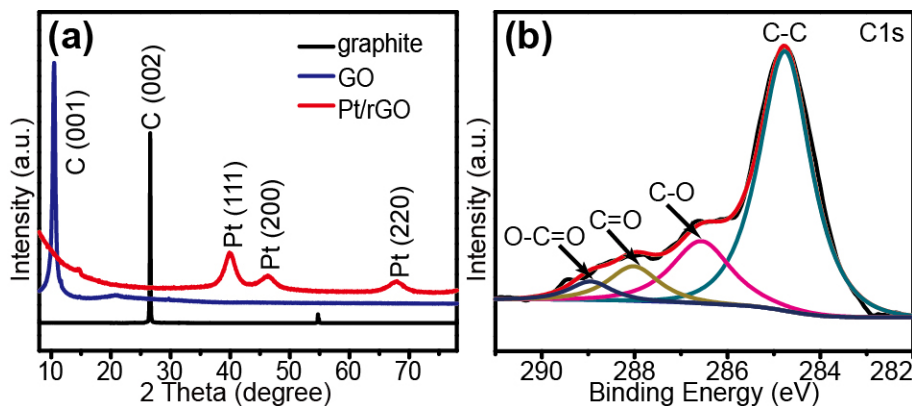 (a)
graphite
GO
Pt/rGO
C (001)
C (002)
Pt (111)
Pt (200)
Pt (220)
Intensity (a.u.)
10 20 30 40 50 60 70
2 Theta (degree)
(b)
C-C
C1s
C-O
C=O
O-C=O
Intensity (a.u.)
290 288 286 284 282
Binding Energy (eV)